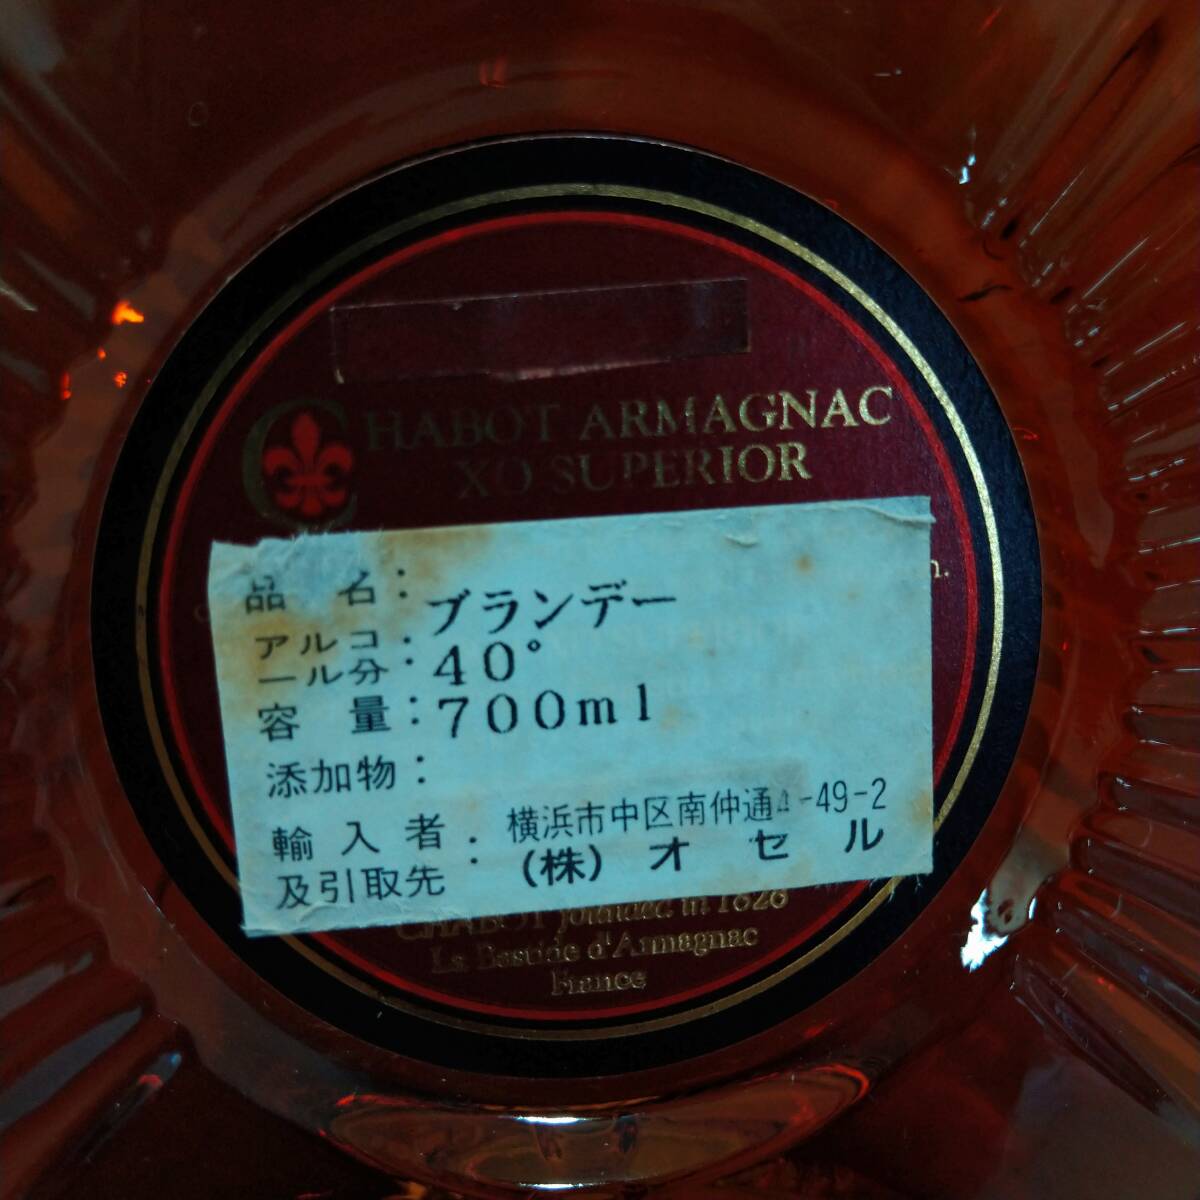 CHABOT ARMAGNAC
XO SUPERIOR
n.
品名:ブランデー
アルコール分:40°
容量:700ml
添加物:
輸入者及引取先:横浜市中区南仲通4-49-2
(株)オセル
CHABOT founded in 1828
La Bastide d'Armagnac
France